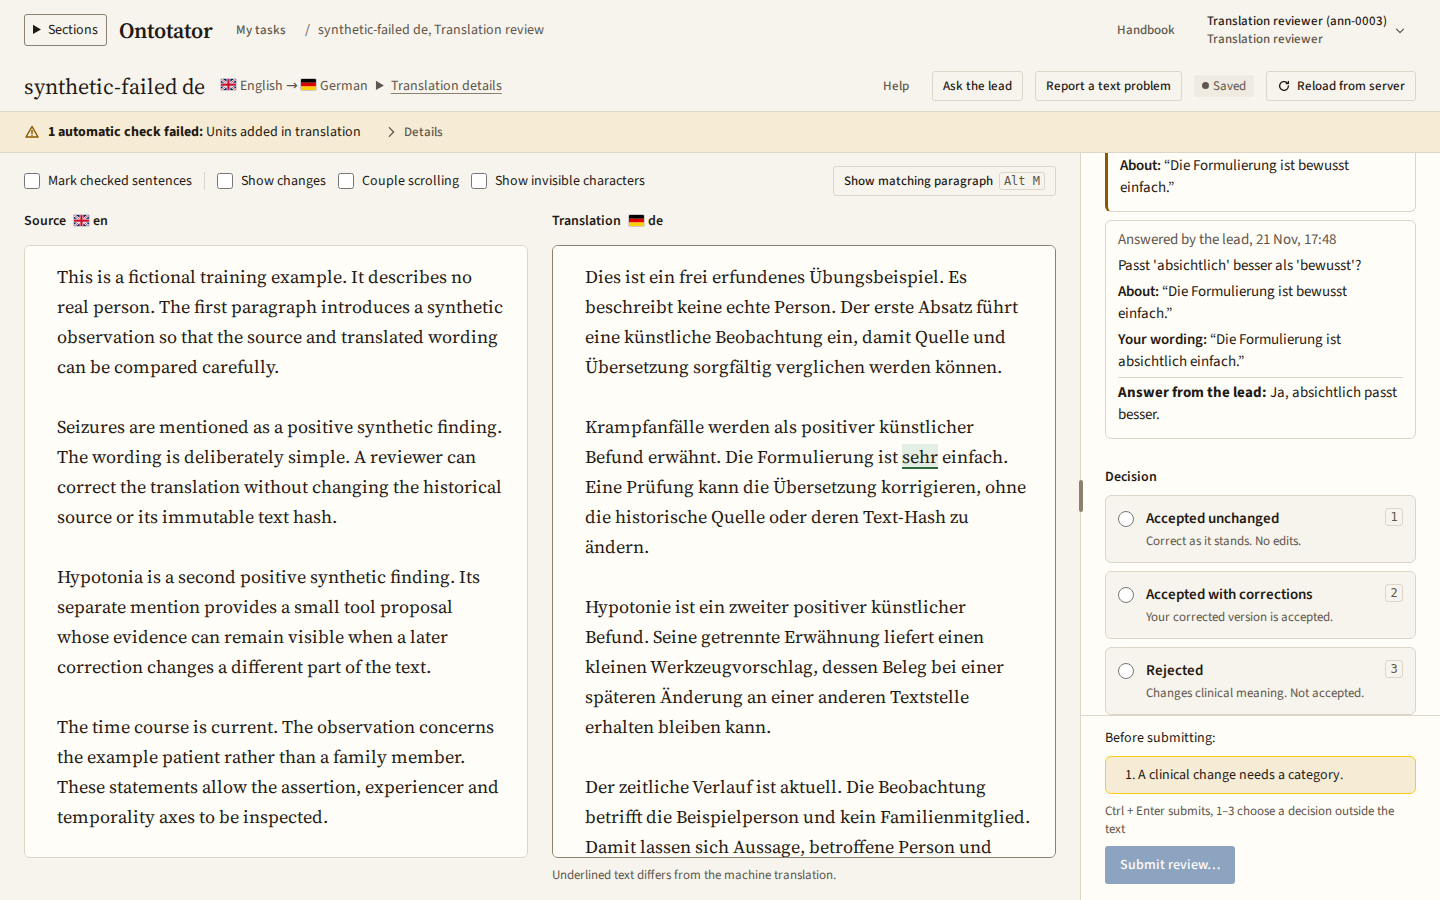 Sections
Ontotator
My tasks
/ synthetic-failed de, Translation review
Handbook
Translation reviewer (ann-0003)
Translation reviewer
synthetic-failed de
English → German
Translation details
Help
Ask the lead
Report a text problem
Saved
Reload from server
1 automatic check failed: Units added in translation
Details
Mark checked sentences
Show changes
Couple scrolling
Show invisible characters
Show matching paragraph Alt M
Source en
This is a fictional training example. It describes no
real person. The first paragraph introduces a synthetic
observation so that the source and translated wording
can be compared carefully.
Seizures are mentioned as a positive synthetic finding.
The wording is deliberately simple. A reviewer can
correct the translation without changing the historical
source or its immutable text hash.
Hypotonia is a second positive synthetic finding. Its
separate mention provides a small tool proposal
whose evidence can remain visible when a later
correction changes a different part of the text.
The time course is current. The observation concerns
the example patient rather than a family member.
These statements allow the assertion, experiencer and
temporality axes to be inspected.
Translation de
Dies ist ein frei erfundenes Übungsbeispiel. Es
beschreibt keine echte Person. Der erste Absatz führt
eine künstliche Beobachtung ein, damit Quelle und
Übersetzung sorgfältig verglichen werden können.
Krampfanfälle werden als positiver künstlicher
Befund erwähnt. Die Formulierung ist sehr einfach.
Eine Prüfung kann die Übersetzung korrigieren, ohne
die historische Quelle oder deren Text-Hash zu
ändern.
Hypotonie ist ein zweiter positiver künstlicher
Befund. Seine getrennte Erwähnung liefert einen
kleinen Werkzeugvorschlag, dessen Beleg bei einer
späteren Änderung an einer anderen Textstelle
erhalten bleiben kann.
Der zeitliche Verlauf ist aktuell. Die Beobachtung
betrifft die Beispielperson und kein Familienmitglied.
Damit lassen sich Aussage, betroffene Person und
Underlined text differs from the machine translation.
About: “Die Formulierung ist bewusst
einfach.”
Answered by the lead, 21 Nov, 17:48
Passt 'absichtlich' besser als 'bewusst'?
About: “Die Formulierung ist bewusst
einfach.”
Your wording: “Die Formulierung ist
absichtlich einfach.”
Answer from the lead: Ja, absichtlich passt
besser.
Decision
Accepted unchanged 1
Correct as it stands. No edits.
Accepted with corrections 2
Your corrected version is accepted.
Rejected 3
Changes clinical meaning. Not accepted.
Before submitting:
1. A clinical change needs a category.
Ctrl + Enter submits, 1–3 choose a decision outside the
text
Submit review…